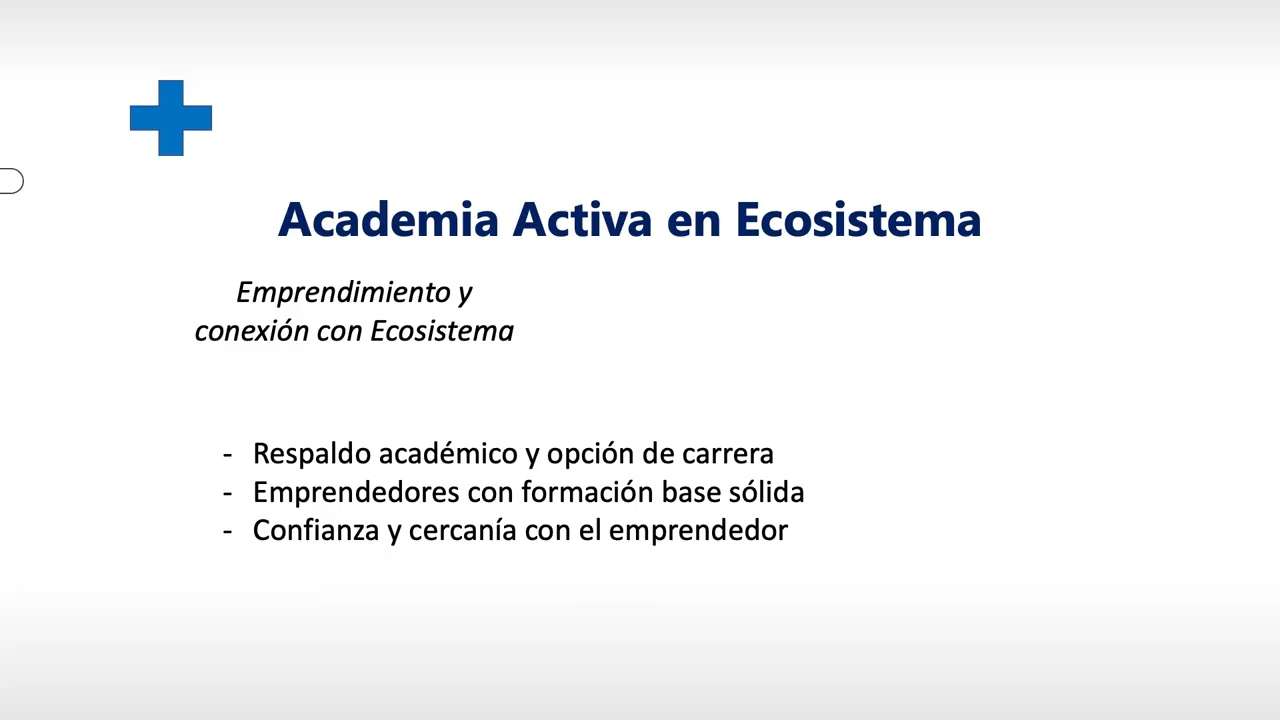 Academia Activa en Ecosistema
Emprendimiento y
conexión con Ecosistema
- Respaldo académico y opción de carrera
- Emprendedores con formación base sólida
- Confianza y cercanía con el emprendedor